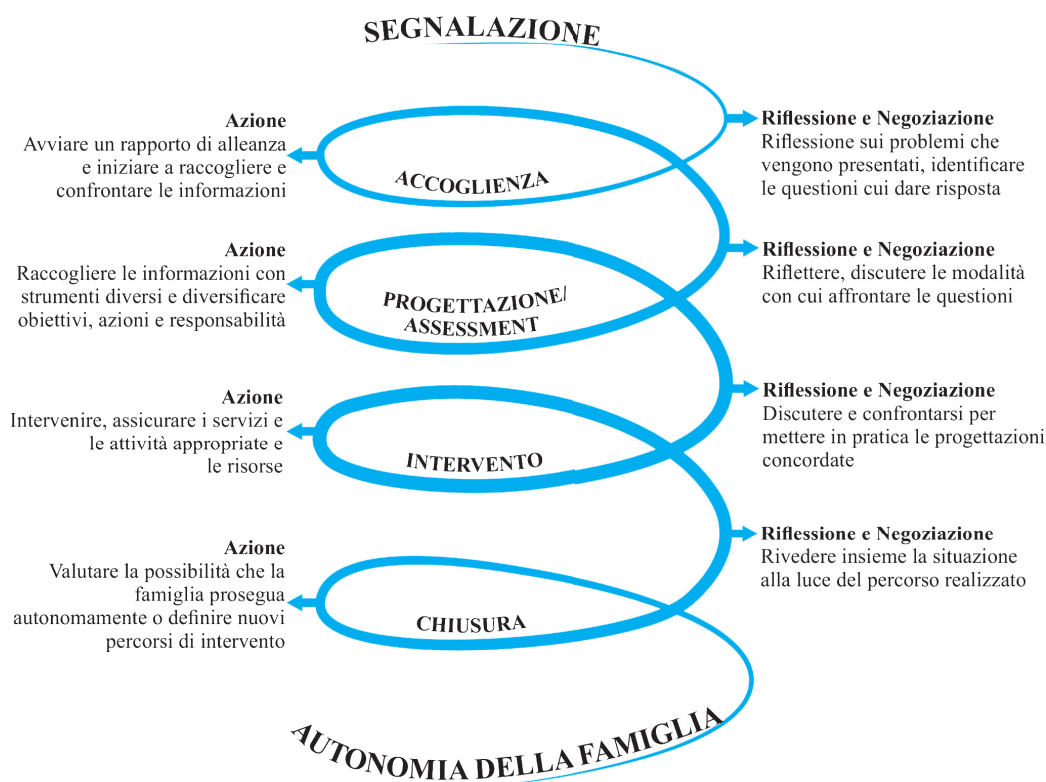 SEGNALAZIONE
Azione
Avviare un rapporto di alleanza
e iniziare a raccogliere e
confrontare le informazioni
ACCOGLIENZA
Riflessione e Negoziazione
Riflessione sui problemi che
vengono presentati, identificare
le questioni cui dare risposta
Azione
Raccogliere le informazioni con
strumenti diversi e diversificare
obiettivi, azioni e responsabilità
PROGETTAZIONE/
ASSESSMENT
Riflessione e Negoziazione
Riflettere, discutere le modalità
con cui affrontare le questioni
Azione
Intervenire, assicurare i servizi e
le attività appropriate e
le risorse
INTERVENTO
Riflessione e Negoziazione
Discutere e confrontarsi per
mettere in pratica le progettazioni
concordate
Azione
Valutare la possibilità che la
famiglia prosegua
autonomamente o definire nuovi
percorsi di intervento
CHIUSURA
Riflessione e Negoziazione
Rivedere insieme la situazione
alla luce del percorso realizzato
AUTONOMIA DELLA FAMIGLIA